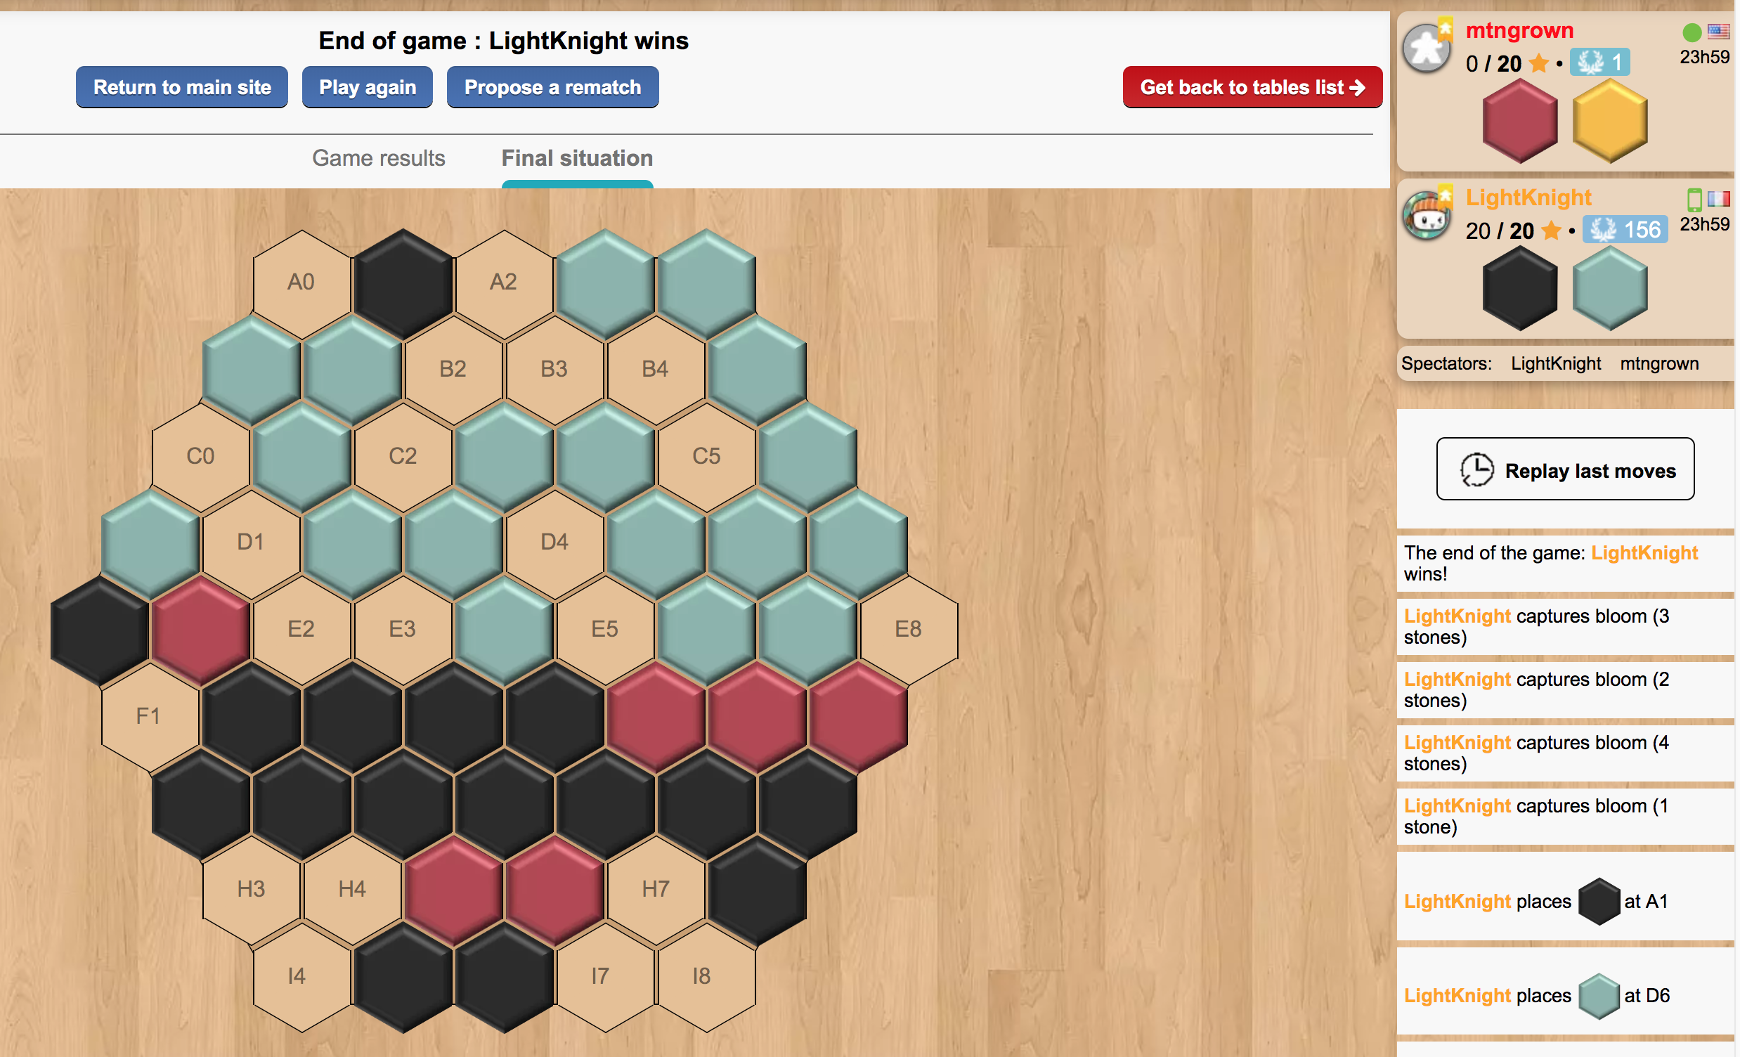 End of game : LightKnight wins
Return to main site
Play again
Propose a rematch
Get back to tables list
Game results
Final situation
A0
A2
B2
B3
B4
C0
C2
C5
D1
D4
E2
E3
E5
E8
F1
H3
H4
H7
I4
I7
I8
mtngrown
0 / 20 • 1
23h59
LightKnight
20 / 20 • 156
23h59
Spectators: LightKnight mtngrown
Replay last moves
The end of the game: LightKnight
wins!
LightKnight captures bloom (3
stones)
LightKnight captures bloom (2
stones)
LightKnight captures bloom (4
stones)
LightKnight captures bloom (1
stone)
LightKnight places at A1
LightKnight places at D6